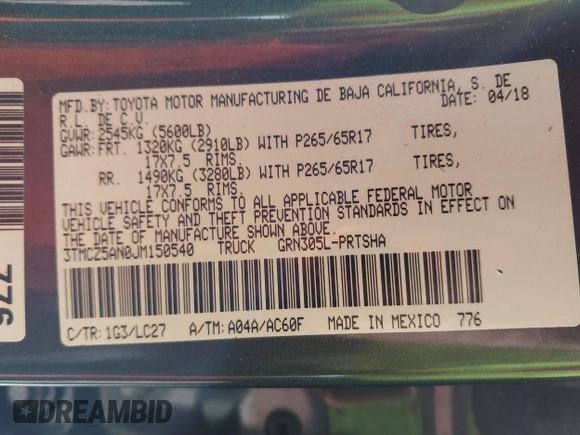 MFD.BY:TOYOTA MOTOR MANUFACTURING DE BAJA CALIFORNIA, S. DE
R.L. DE C.V. DATE: 04/18
GVWR:2545KG (5600LB)
GAWR:FRT. 1320KG (2910LB) WITH P265/65R17 TIRES,
17X7.5 RIMS.
RR. 1490KG (3280LB) WITH P265/65R17 TIRES,
17X7.5 RIMS.
THIS VEHICLE CONFORMS TO ALL APPLICABLE FEDERAL MOTOR
VEHICLE SAFETY AND THEFT PREVENTION STANDARDS IN EFFECT ON
THE DATE OF MANUFACTURE SHOWN ABOVE.
3TMCZ5AN0JM150540 TRUCK GRN305L-PRTSHA
C/TR:1G3/LC27 A/TM:A04A/AC60F MADE IN MEXICO 776
776
DREAMBID